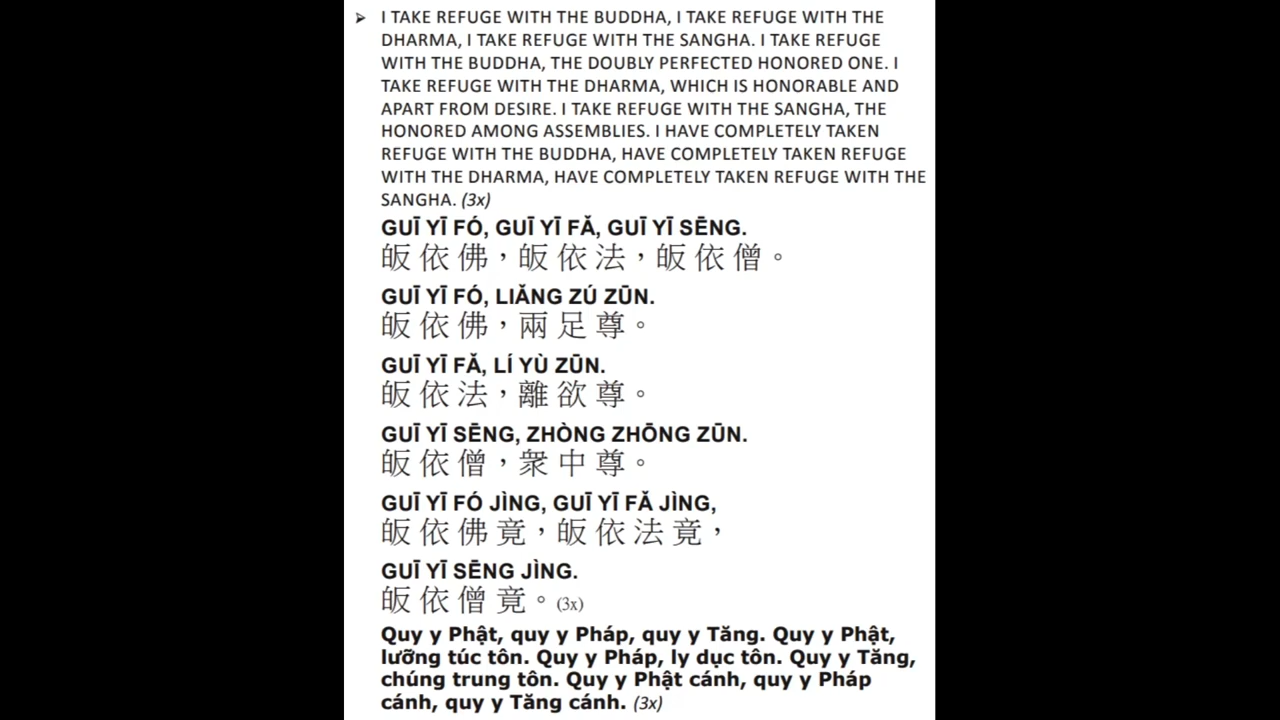 ➢ I TAKE REFUGE WITH THE BUDDHA, I TAKE REFUGE WITH THE
DHARMA, I TAKE REFUGE WITH THE SANGHA. I TAKE REFUGE
WITH THE BUDDHA, THE DOUBLY PERFECTED HONORED ONE. I
TAKE REFUGE WITH THE DHARMA, WHICH IS HONORABLE AND
APART FROM DESIRE. I TAKE REFUGE WITH THE SANGHA, THE
HONORED AMONG ASSEMBLIES. I HAVE COMPLETELY TAKEN
REFUGE WITH THE BUDDHA, HAVE COMPLETELY TAKEN REFUGE
WITH THE DHARMA, HAVE COMPLETELY TAKEN REFUGE WITH THE
SANGHA. (3x)
GUĪ YĪ FÓ, GUĪ YĪ FǍ, GUĪ YĪ SĒNG.
皈依佛，皈依法，皈依僧。
GUĪ YĪ FÓ, LIǍNG ZÚ ZŪN.
皈依佛，兩足尊。
GUĪ YĪ FǍ, LÍ YÙ ZŪN.
皈依法，離欲尊。
GUĪ YĪ SĒNG, ZHÒNG ZHŌNG ZŪN.
皈依僧，衆中尊。
GUĪ YĪ FÓ JÌNG, GUĪ YĪ FǍ JÌNG,
皈依佛竟，皈依法竟，
GUĪ YĪ SĒNG JÌNG.
皈依僧竟。(3x)
Quy y Phật, quy y Pháp, quy y Tăng. Quy y Phật,
lưỡng túc tôn. Quy y Pháp, ly dục tôn. Quy y Tăng,
chúng trung tôn. Quy y Phật cánh, quy y Pháp
cánh, quy y Tăng cánh. (3x)